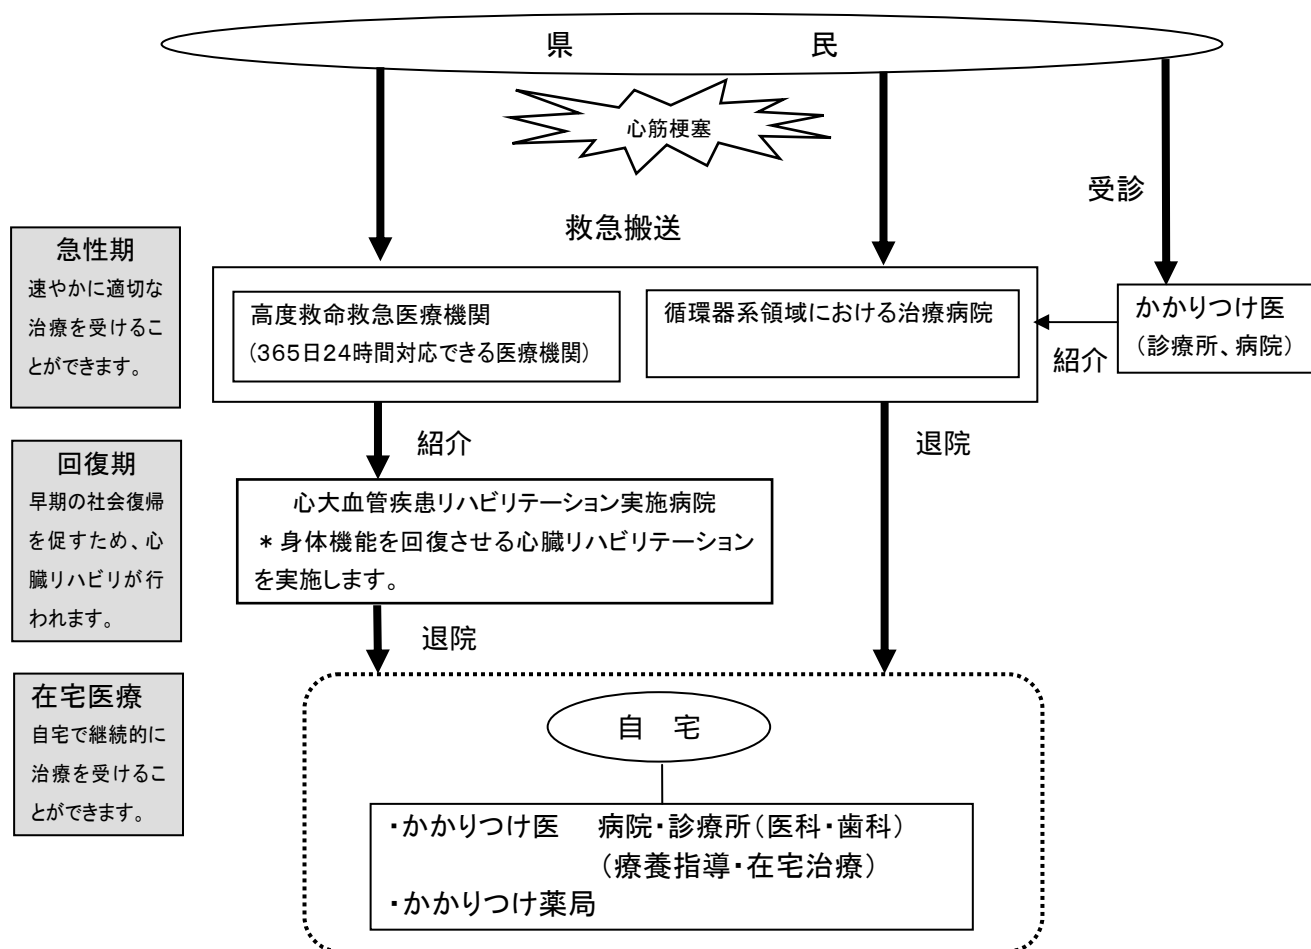 県 民
心筋梗塞
受診
救急搬送
急性期
速やかに適切な
治療を受けるこ
とができます。
高度救命救急医療機関
(365日24時間対応できる医療機関)
循環器系領域における治療病院
かかりつけ医
(診療所、病院)
紹介
紹介
退院
回復期
早期の社会復帰
を促すため、心
臓リハビリが行
われます。
心大血管疾患リハビリテーション実施病院
*身体機能を回復させる心臓リハビリテーション
を実施します。
退院
在宅医療
自宅で継続的に
治療を受けるこ
とができます。
自 宅
・かかりつけ医 病院・診療所(医科・歯科)
(療養指導・在宅治療)
・かかりつけ薬局